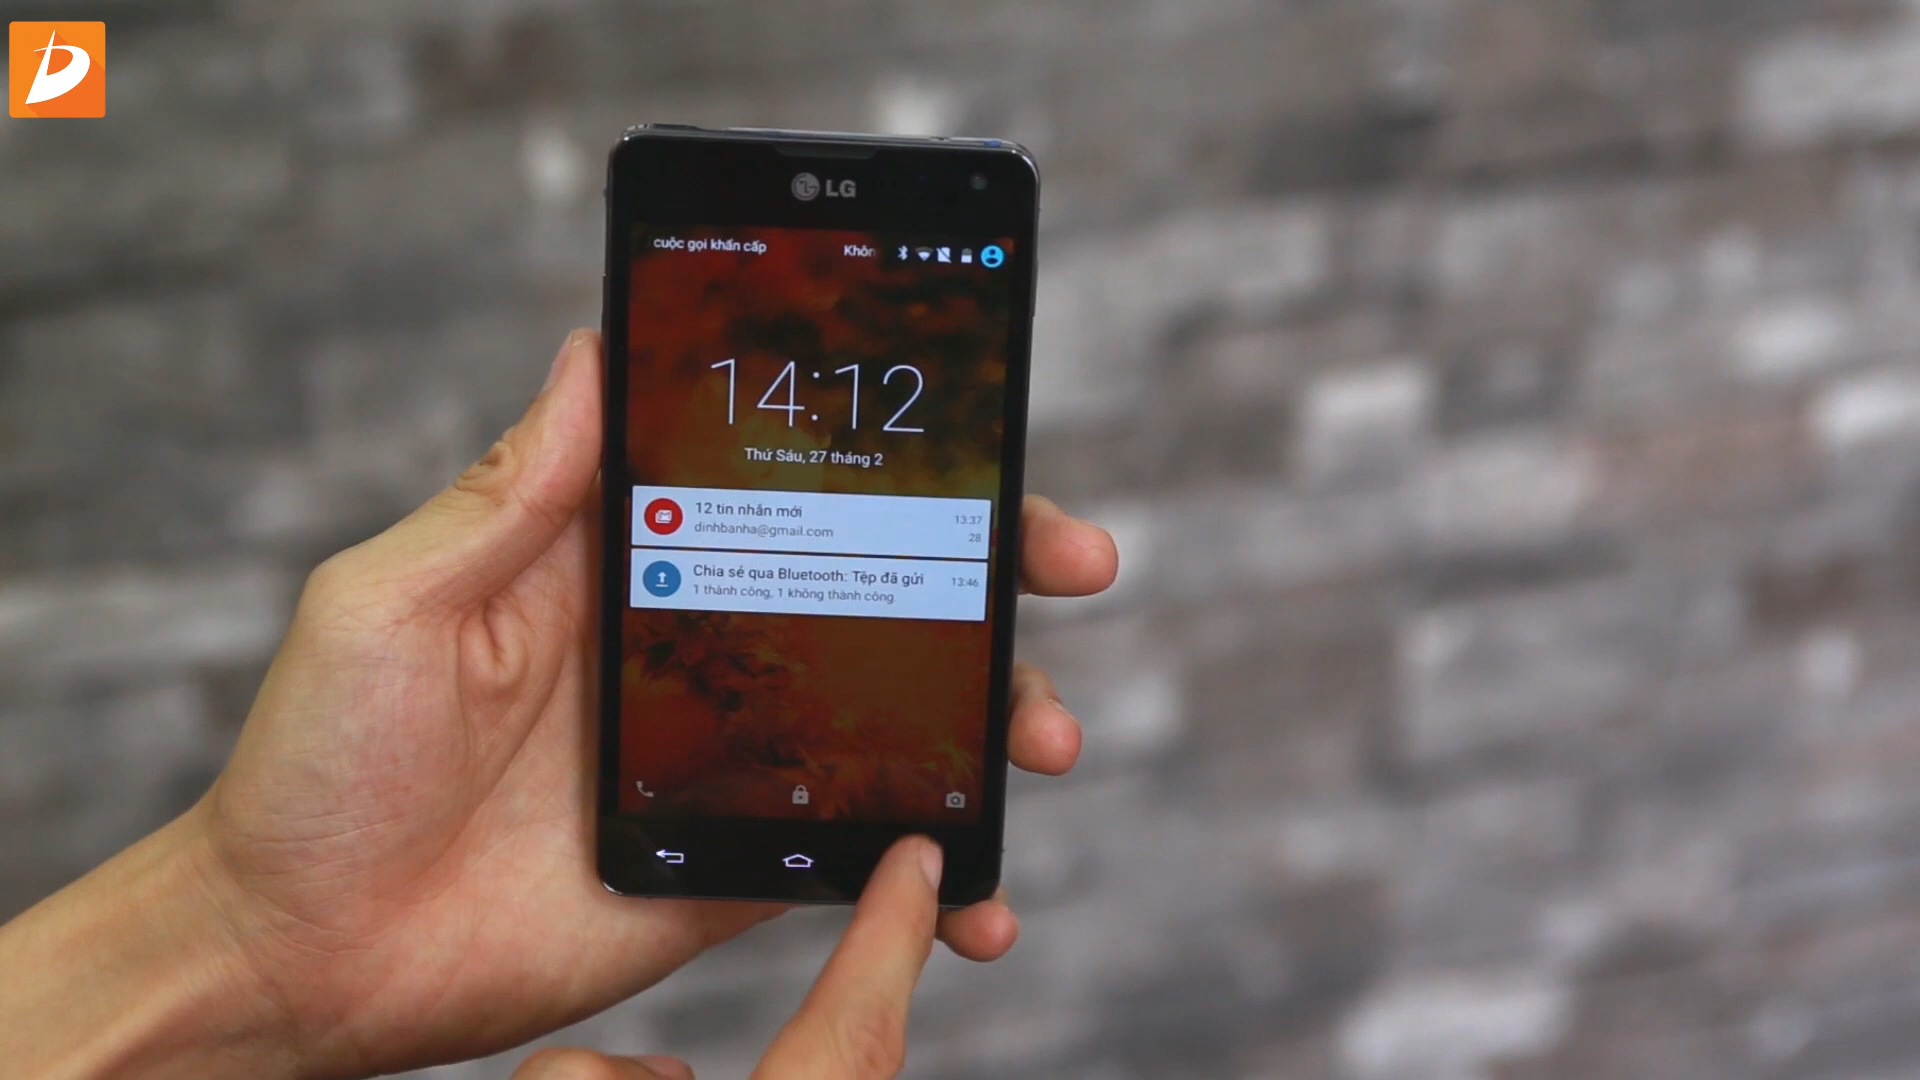 LG
cuộc gọi khẩn cấp
Khôn
14:12
Thứ Sáu, 27 tháng 2
12 tin nhắn mới
13:37
dinhbanha@gmail.com
28
Chia sẻ qua Bluetooth: Tệp đã gửi
13:46
1 thành công, 1 không thành công.